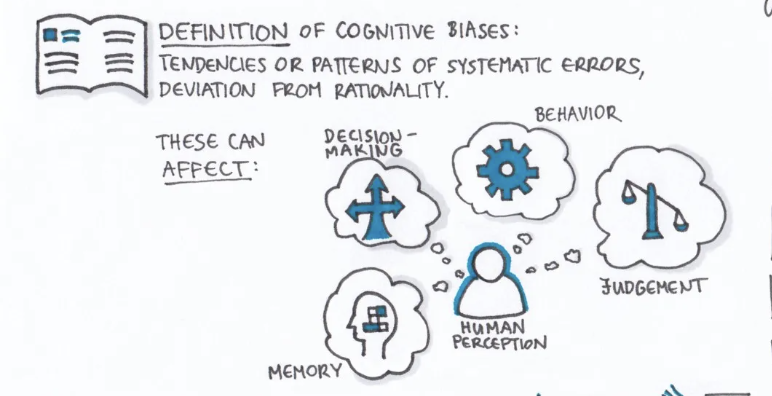 DEFINITION OF COGNITIVE BIASES:
TENDENCIES OR PATTERNS OF SYSTEMATIC ERRORS,
DEVIATION FROM RATIONALITY.
THESE CAN
AFFECT:
DECISION-
MAKING
BEHAVIOR
JUDGEMENT
HUMAN
PERCEPTION
MEMORY